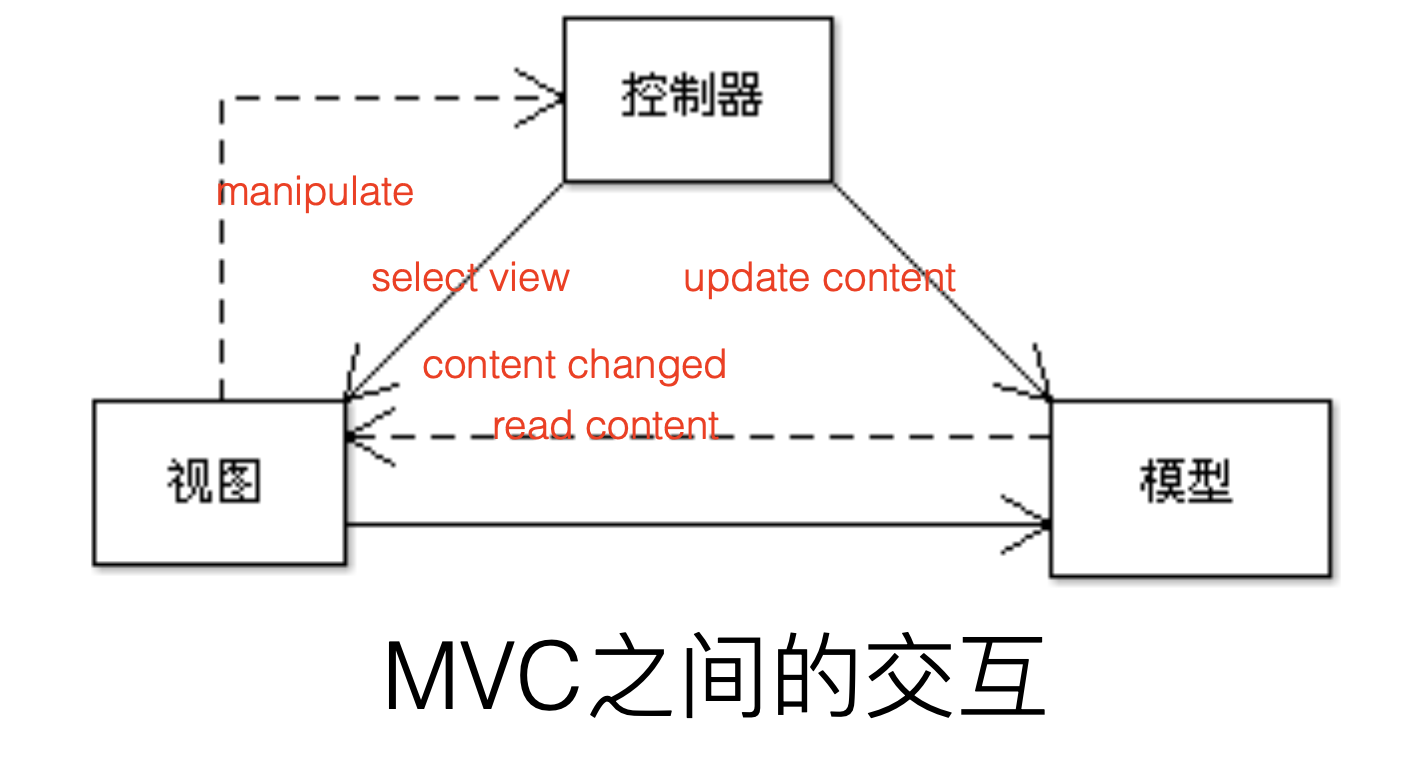 控制器
manipulate
select view
update content
content changed
read content
视图
模型
MVC之间的交互